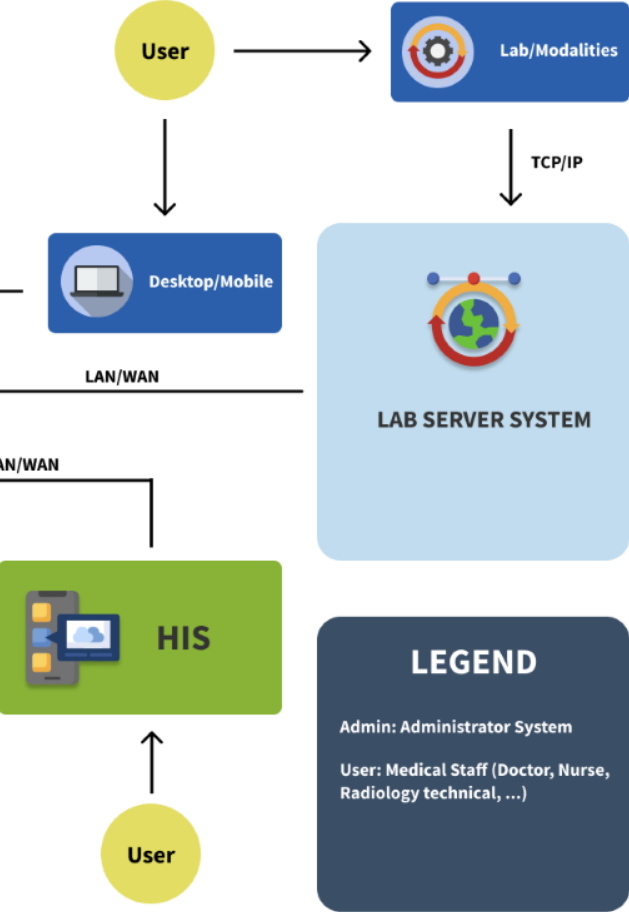 User
Lab/Modalities
TCP/IP
Desktop/Mobile
LAN/WAN
LAB SERVER SYSTEM
AN/WAN
HIS
LEGEND
Admin: Administrator System
User: Medical Staff (Doctor, Nurse,
Radiology technical, ...)
User